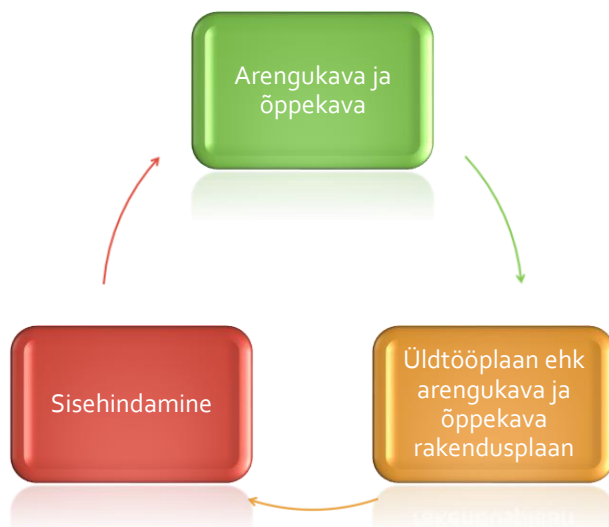 Arengukava ja
õppekava
Üldtööplaan ehk
arengukava ja
õppekava
rakendusplaan
Sisehindamine